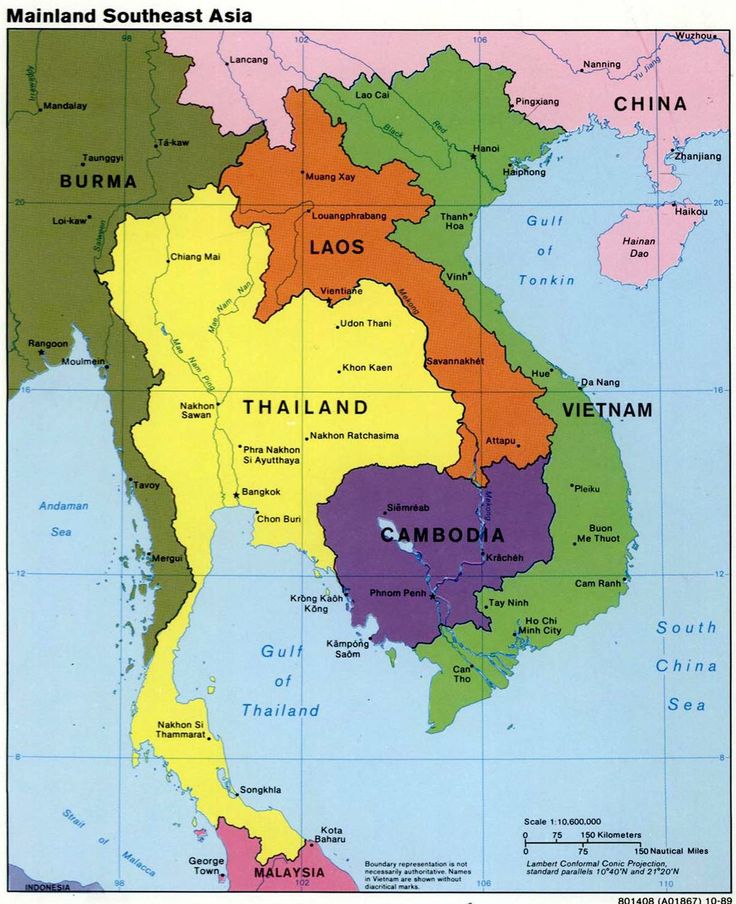 Mainland Southeast Asia
98
102
106
Wuzhou
Lancang
Nanning
Yu Jiang
Irrawaddy
Lao Cai
Pingxiang
CHINA
Mandalay
Black
Red
Tā-kaw
Hanoi
Zhanjiang
Taunggyi
Haiphong
BURMA
Muang Xay
20
20
Loi-kaw
Salween
Louangphrabang
Thanh
Hoa
Gulf
of
Tonkin
Haikou
Hainan
Dao
LAOS
Chiang Mai
Mae Nam Nan
Vientiane
Mekong
Vinh
Udon Thani
Rangoon
Moulmein
Mae Nam Ping
Khon Kaen
Savannakhét
Hue
Da Nang
16
16
Nakhon
Sawan
THAILAND
VIETNAM
Nakhon Ratchasima
Attapu
Phra Nakhon
Si Ayutthaya
Tavoy
Bangkok
Pleiku
Andaman
Sea
Chon Buri
Siĕmréab
Mekong
CAMBODIA
Buon
Me Thuot
Mergui
Krâchéh
12
12
Cam Ranh
Krŏng Kaôh
Kŏng
Phnom Penh
Tay Ninh
Ho Chi
Minh City
Kâmpóng
Saôm
South
China
Sea
Gulf
of
Thailand
Can
Tho
Nakhon Si
Thammarat
8
8
Songkhla
Strait of Malacca
Kota
Baharu
Scale 1:10,600,000
0 75 150 Kilometers
0 75 150 Nautical Miles
George
Town
MALAYSIA
Boundary representation is not
necessarily authoritative. Names
in Vietnam are shown without
diacritical marks.
Lambert Conformal Conic Projection,
standard parallels 10°40'N and 21°20'N
INDONESIA
98
102
106
110
801408 (A01867) 10-89